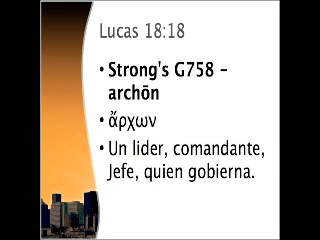 Lucas 18:18
• Strong's G758 -
archōn
• ἄρχων
• Un lider, comandante,
Jefe, quien gobierna.